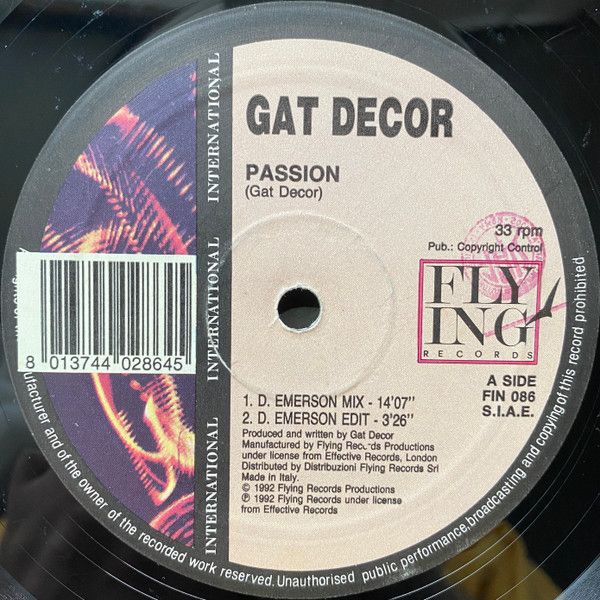 GAT DECOR
PASSION
(Gat Decor)
33 rpm
Pub.: Copyright Control
FLY
ING
RECORDS
A SIDE
FIN 086
S.I.A.E.
1. D. EMERSON MIX - 14'07"
2. D. EMERSON EDIT - 3'26"
Produced and written by Gat Decor
Manufactured by Flying Records Productions
under license from Effective Records, London
Distributed by Distribuzioni Flying Records Srl
Made in Italy.
© 1992 Flying Records Productions
℗ 1992 Flying Records under license
from Effective Records
INTERNATIONAL
INTERNATIONAL
INTERNATIONAL
INTERNATIONAL
8 013744 028645
ufacturer and of the owner of the recorded work reserved. Unauthorised public performance, broadcasting and copying of this record prohibited